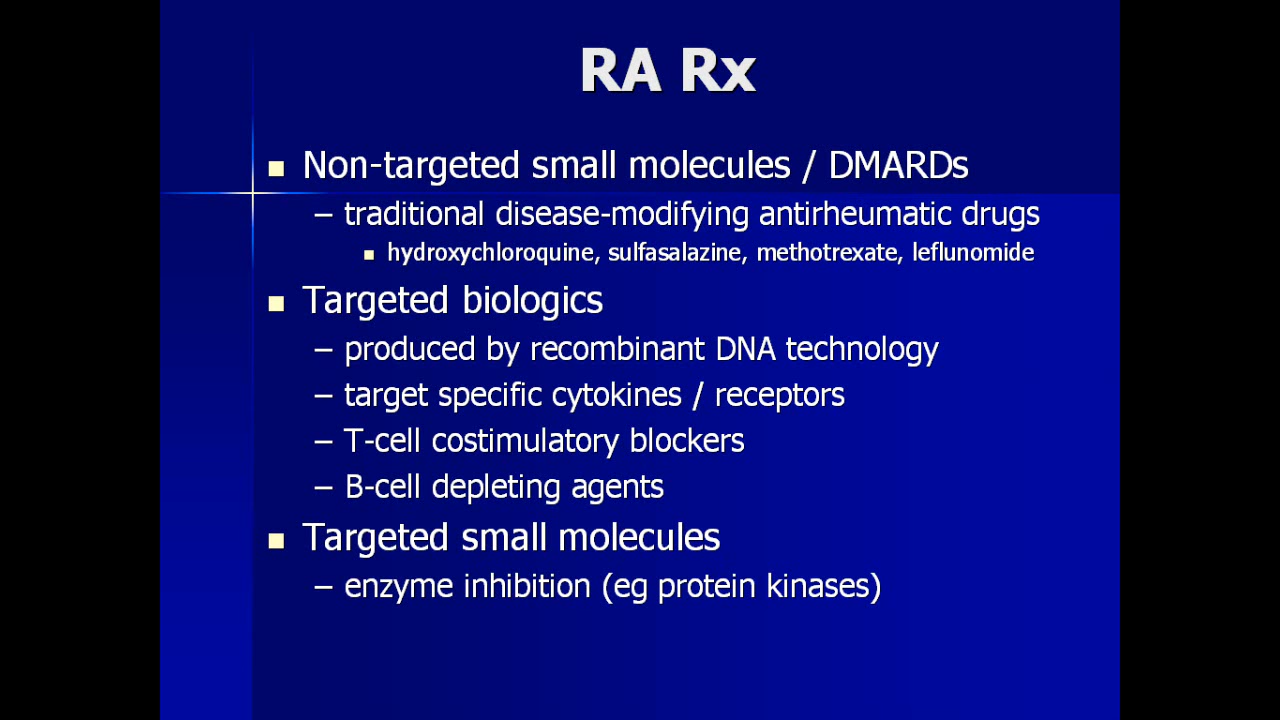 RA Rx
Non-targeted small molecules / DMARDs
– traditional disease-modifying antirheumatic drugs
hydroxychloroquine, sulfasalazine, methotrexate, leflunomide
Targeted biologics
– produced by recombinant DNA technology
– target specific cytokines / receptors
– T-cell costimulatory blockers
– B-cell depleting agents
Targeted small molecules
– enzyme inhibition (eg protein kinases)